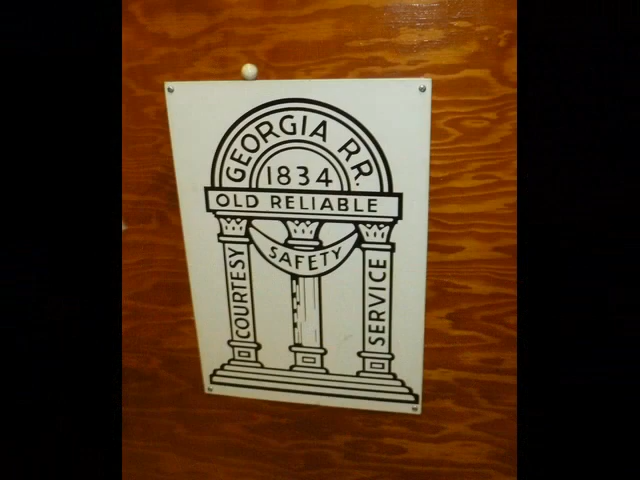 GEORGIA RR.
1834
OLD RELIABLE
SAFETY
COURTESY
SERVICE